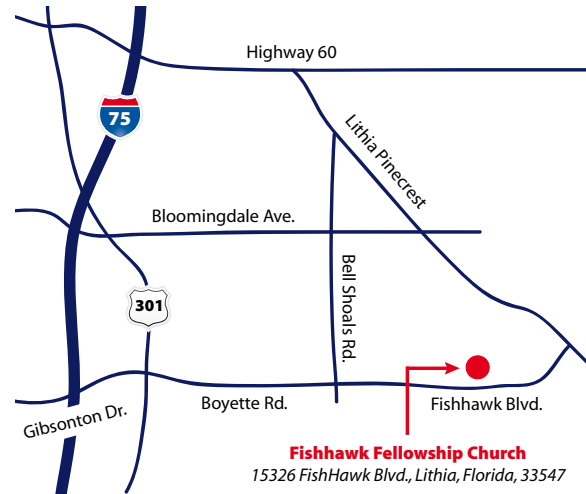 Highway 60
75
Lithia Pinecrest
Bloomingdale Ave.
Bell Shoals Rd.
301
Gibsonton Dr.
Boyette Rd.
Fishhawk Blvd.
Fishhawk Fellowship Church
15326 FishHawk Blvd., Lithia, Florida, 33547